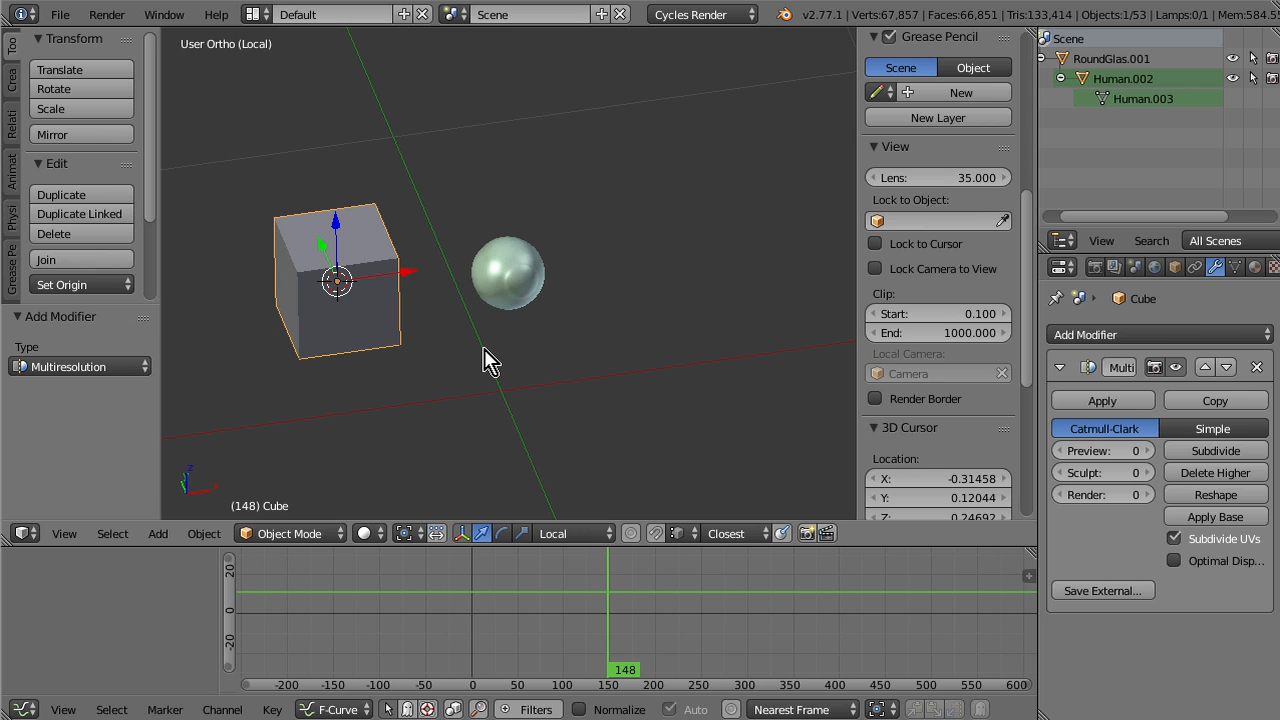 File Render Window Help Default Scene Cycles Render v2.77.1 | Verts:67,857 | Faces:66,851 | Tris:133,414 | Objects:1/53 | Lamps:0/1 | Mem:584.5
Too
Crea
Relati
Animat
Physi
Grease Pe
Transform
Translate
Rotate
Scale
Mirror
Edit
Duplicate
Duplicate Linked
Delete
Join
Set Origin
Add Modifier
Type
Multiresolution
User Ortho (Local)
z
(148) Cube
Grease Pencil
Scene Object
New
New Layer
View
Lens: 35.000
Lock to Object:
Lock to Cursor
Lock Camera to View
Clip:
Start: 0.100
End: 1000.000
Local Camera:
Camera
Render Border
3D Cursor
Location:
X: -0.31458
Y: 0.12044
Z: 0.24692
View Select Add Object Object Mode Local Closest
20
0
-20
148
-200 -150 -100 -50 0 50 100 150 200 250 300 350 400 450 500 550 600
View Select Marker Channel Key F-Curve Filters Normalize Auto Nearest Frame
Scene
RoundGlas.001
Human.002
Human.003
View Search All Scenes
Cube
Add Modifier
Multi
Apply Copy
Catmull-Clark Simple
Preview: 0 Subdivide
Sculpt: 0 Delete Higher
Render: 0 Reshape
Apply Base
Subdivide UVs
Optimal Disp...
Save External...